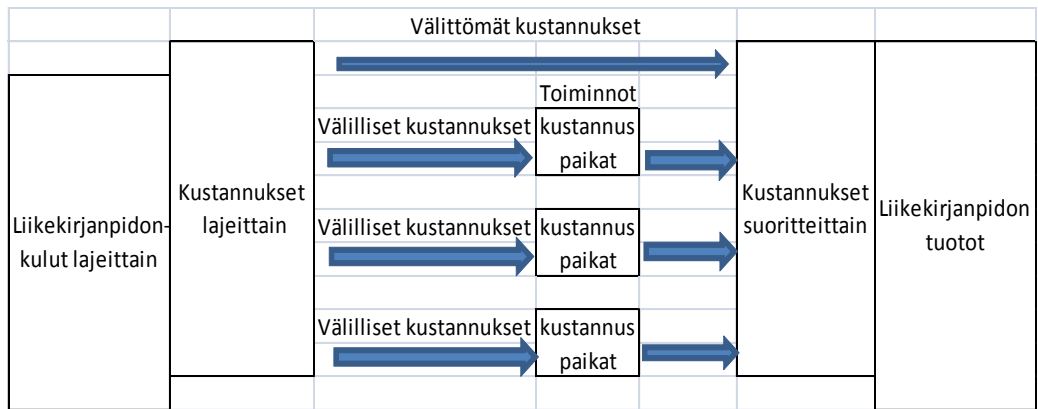 Välittömät kustannukset
Toiminnot
Välilliset kustannukset
kustannus
paikat
Kustannukset
lajeittain
Kustannukset
suoritteittain
Liikekirjanpidon-
kulut lajeittain
Välilliset kustannukset
kustannus
paikat
Liikekirjanpidon
tuotot
Välilliset kustannukset
kustannus
paikat